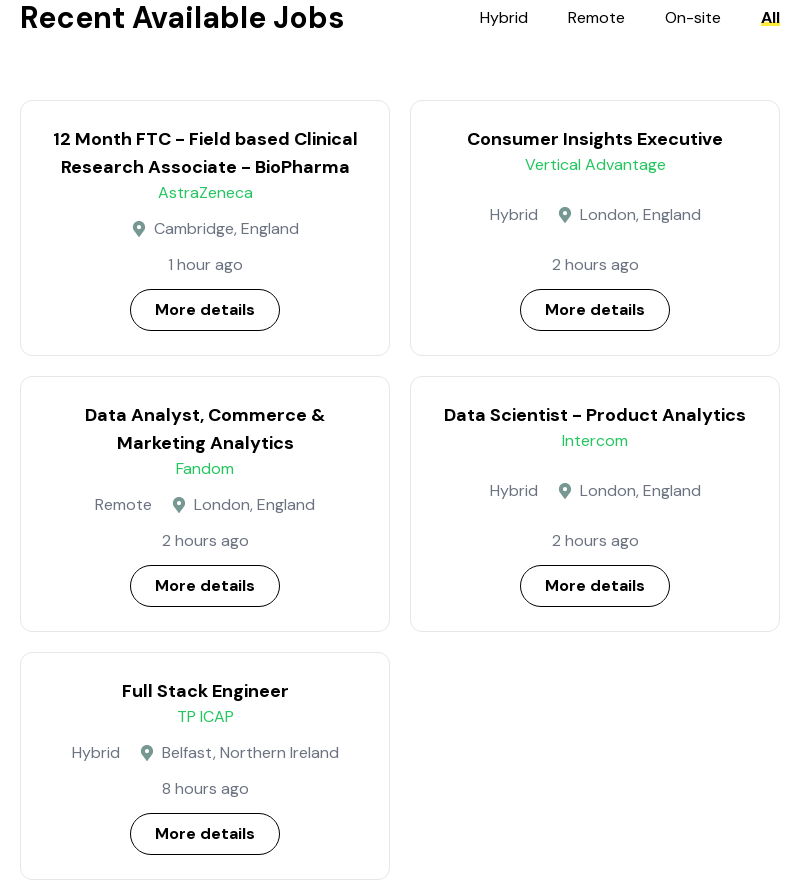 Recent Available Jobs
Hybrid Remote On-site All
12 Month FTC - Field based Clinical
Research Associate - BioPharma
AstraZeneca
Cambridge, England
1 hour ago
More details
Consumer Insights Executive
Vertical Advantage
Hybrid London, England
2 hours ago
More details
Data Analyst, Commerce &
Marketing Analytics
Fandom
Remote London, England
2 hours ago
More details
Data Scientist - Product Analytics
Intercom
Hybrid London, England
2 hours ago
More details
Full Stack Engineer
TP ICAP
Hybrid Belfast, Northern Ireland
8 hours ago
More details